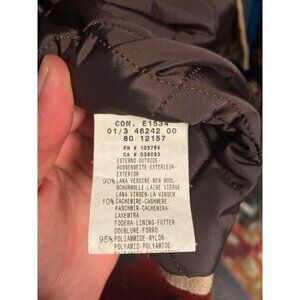 COM. E1534
01/3 46242 00
80 12157
RN # 105764
CA # 039093
ESTERNO-OUTSIDE-
AUSSENSEITE-EXTERIEUR-
EXTERIOR
90% LANA VERGINE-NEW WOOL-
SCHURWOLLE-LAINE VIERGE
LANA VIRGEN-LA VIRGEM
10% CACHEMIRE-CASHMERE-
KASCHMIR-CACHEMIRA-
CAXEMIRA
FODERA-LINING-FUTTER-
DOUBLURE-FORRO
95% POLIAMMIDE-NYLON-
POLYAMID-POLYAMIDE-